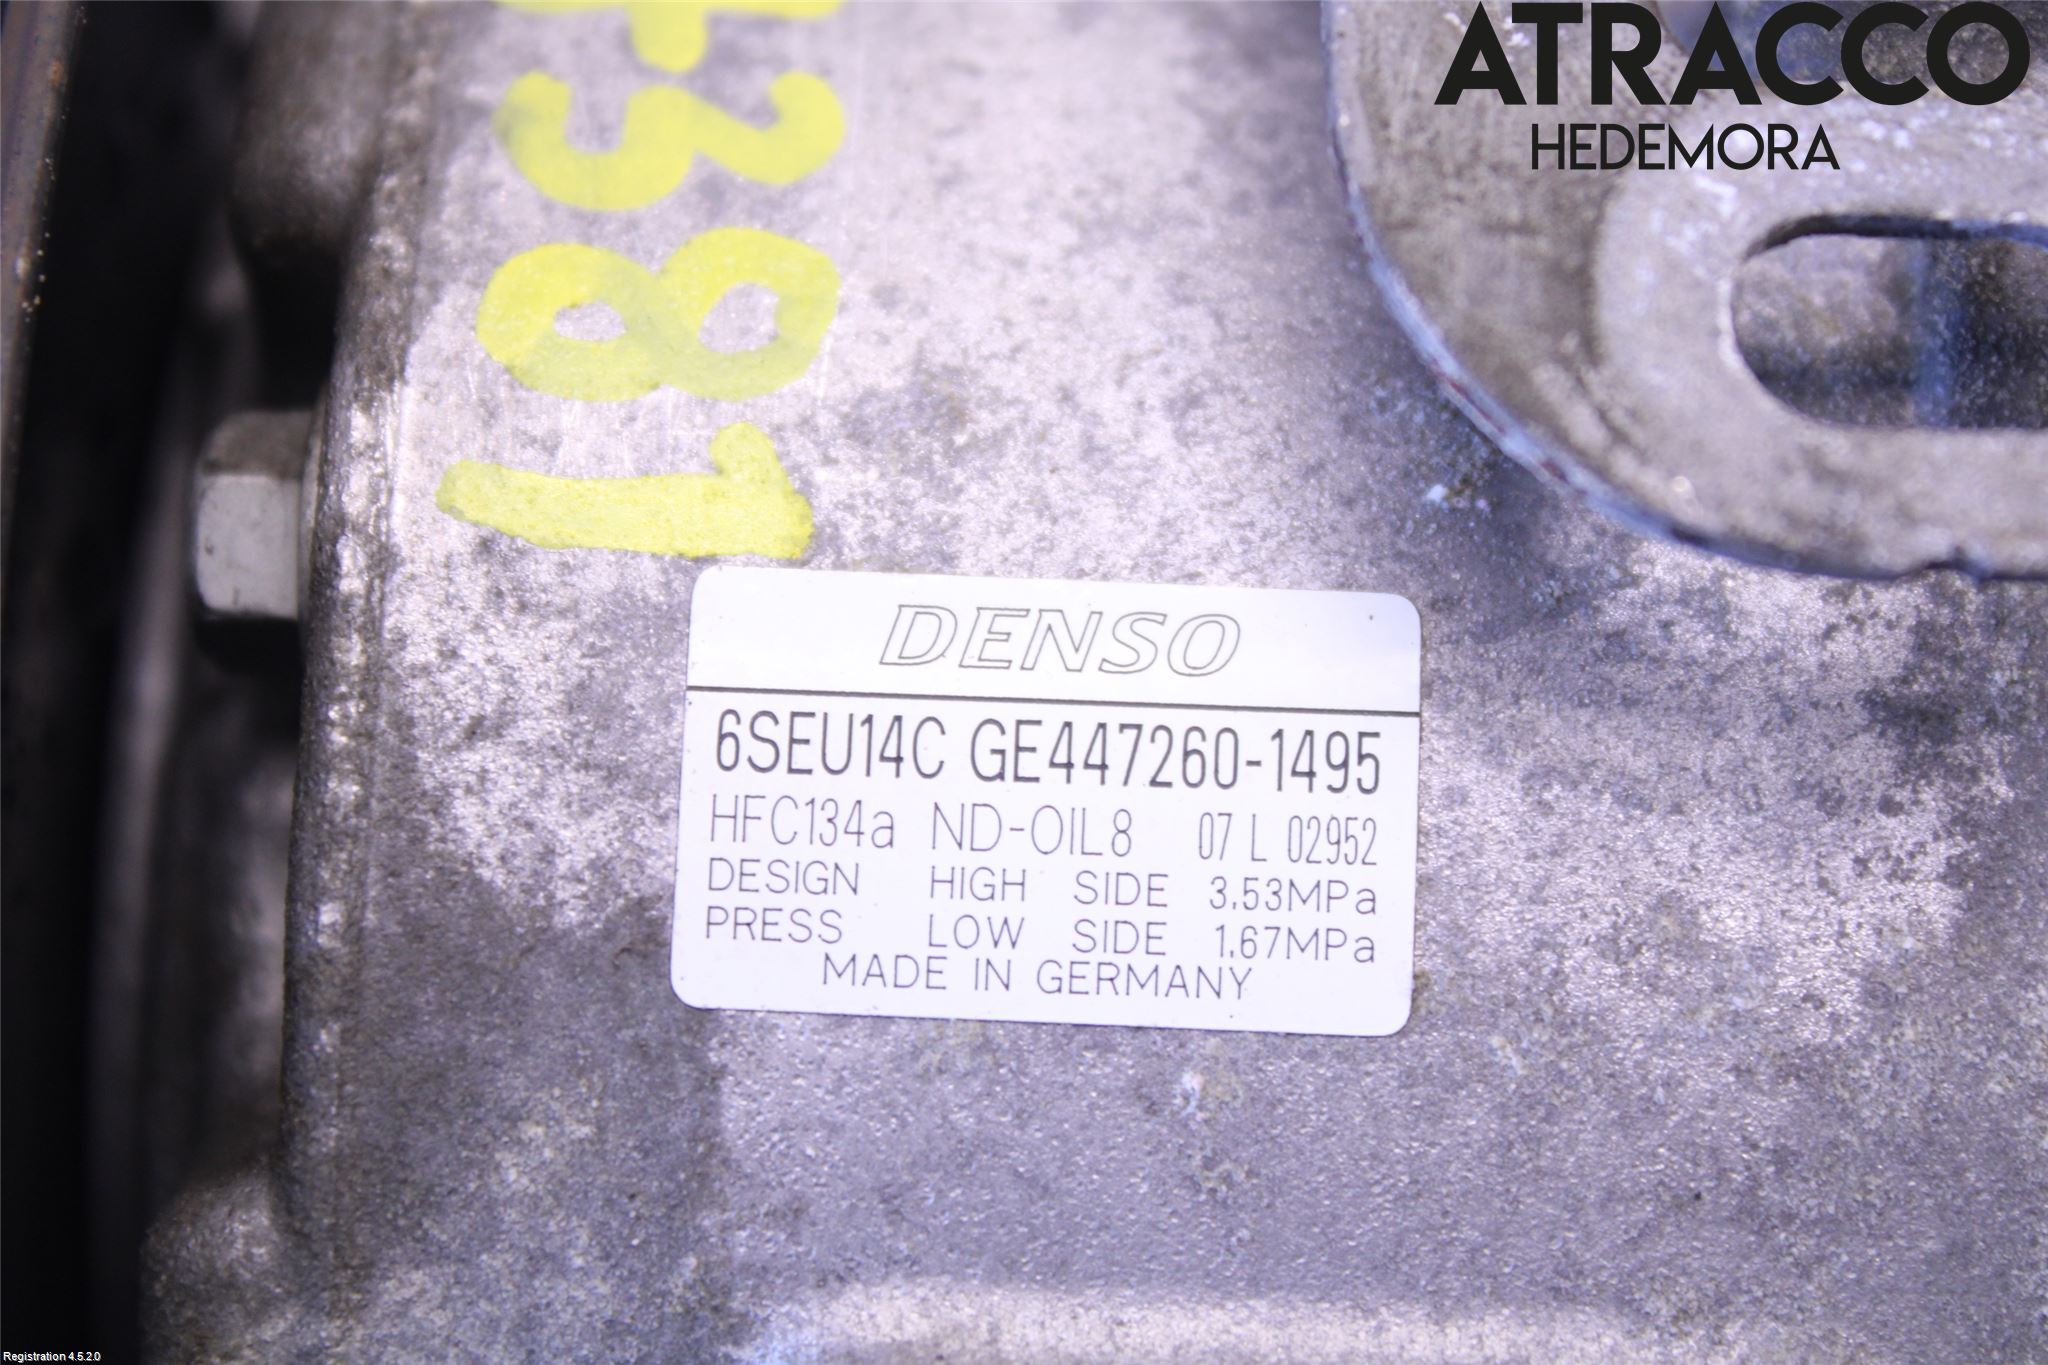 ATRACCO
HEDEMORA
DENSO
6SEU14C GE447260-1495
HFC134a ND-OIL8 07 L 02952
DESIGN HIGH SIDE 3.53MPa
PRESS LOW SIDE 1.67MPa
MADE IN GERMANY
Registration 4.5.2.0